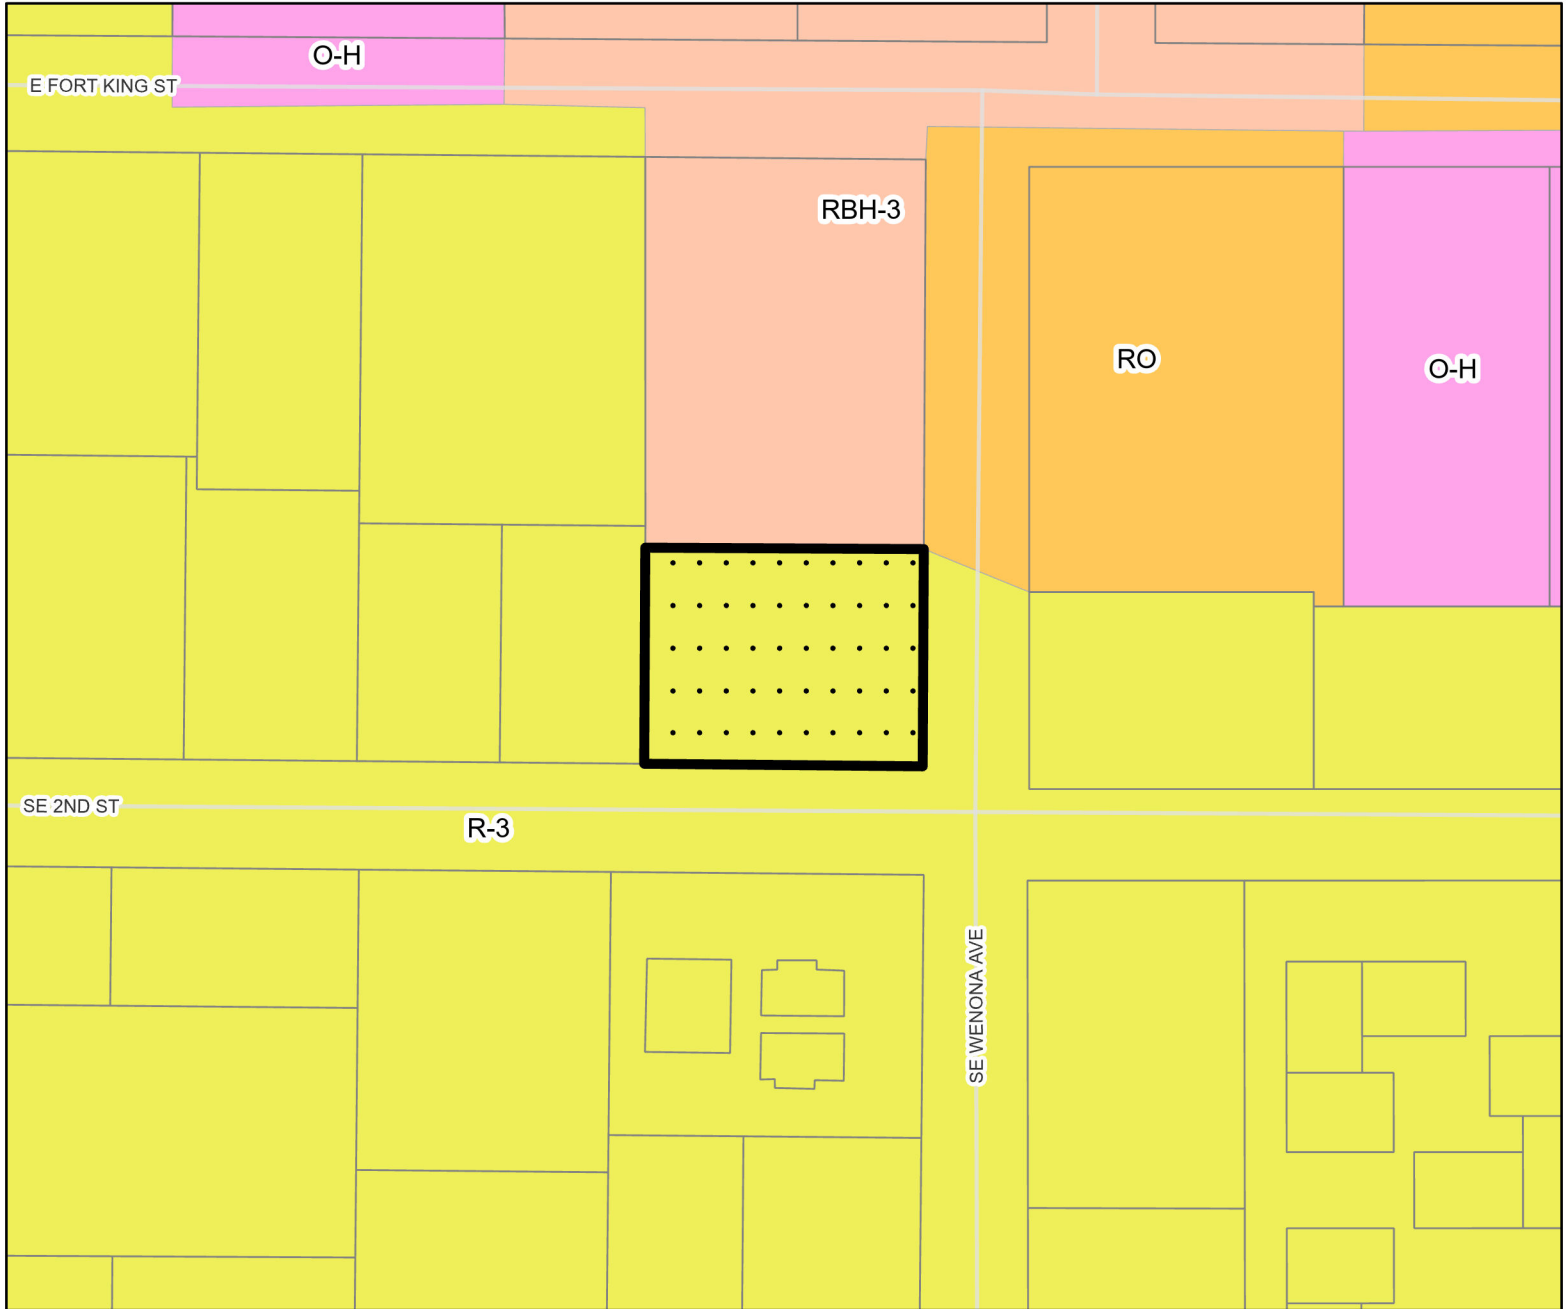 O-H
E FORT KING ST
RBH-3
RO
O-H
SE 2ND ST
R-3
SE WENONA AVE